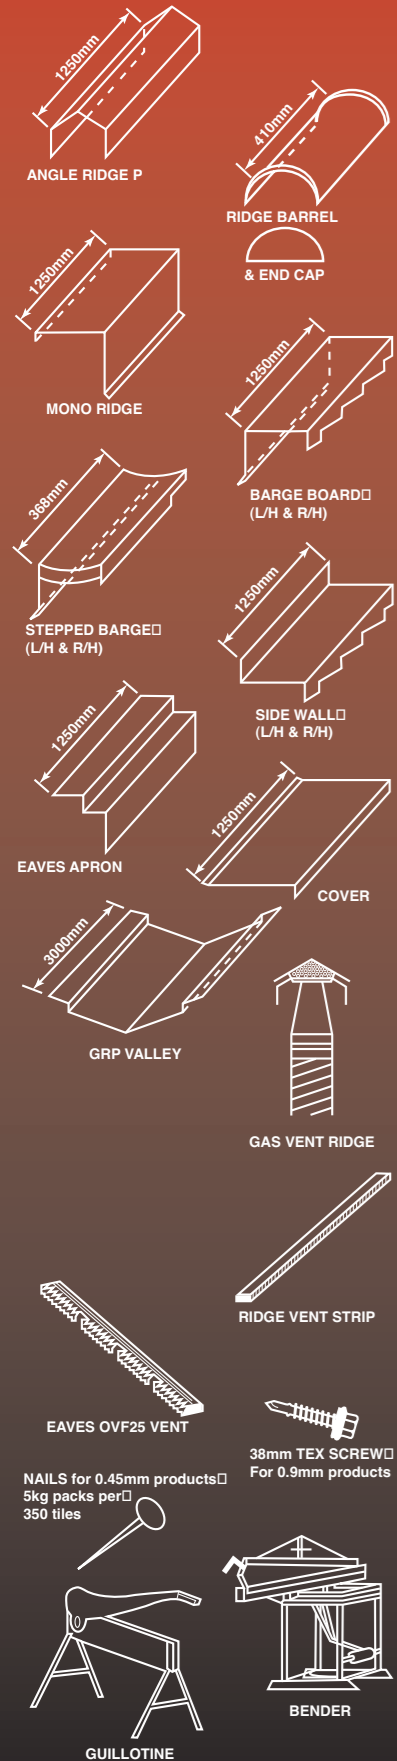 1250mm
ANGLE RIDGE P
410mm
RIDGE BARREL
& END CAP
1250mm
MONO RIDGE
1250mm
BARGE BOARD□
(L/H & R/H)
368mm
STEPPED BARGE□
(L/H & R/H)
1250mm
SIDE WALL□
(L/H & R/H)
1250mm
EAVES APRON
1250mm
COVER
3000mm
GRP VALLEY
GAS VENT RIDGE
RIDGE VENT STRIP
EAVES OVF25 VENT
38mm TEX SCREW□
For 0.9mm products
NAILS for 0.45mm products□
5kg packs per□
350 tiles
BENDER
GUILLOTINE